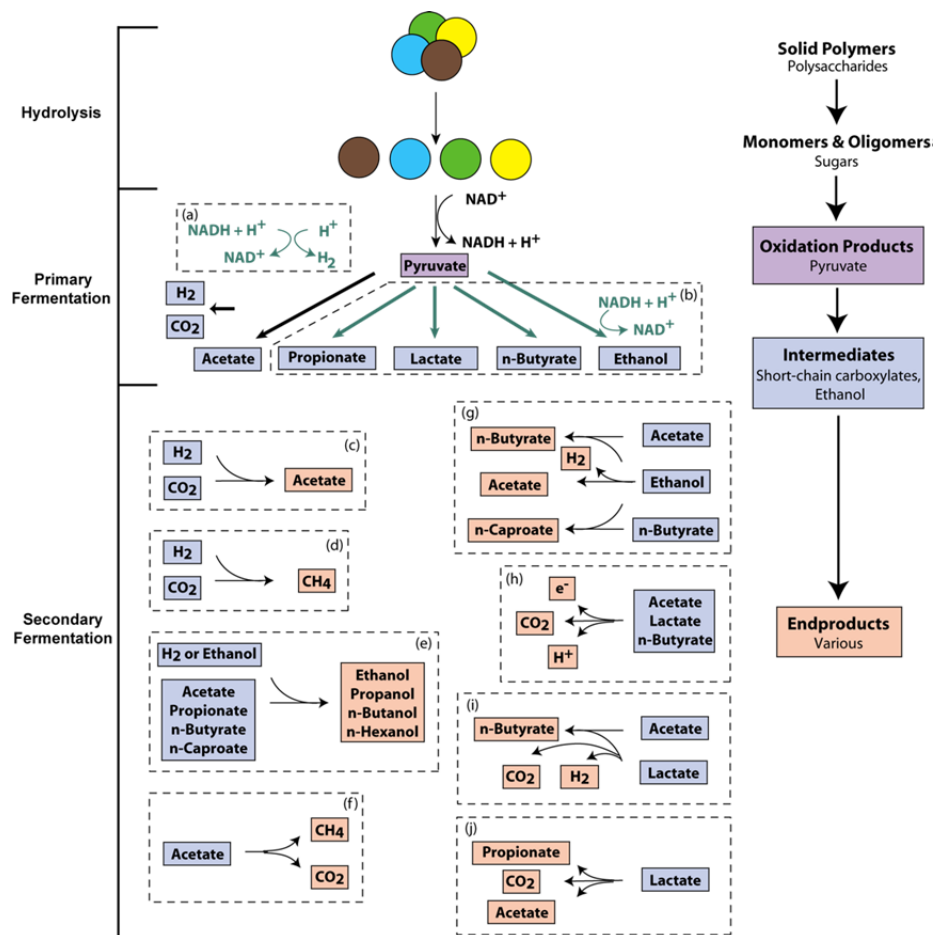 Hydrolysis
Solid Polymers
Polysaccharides
Monomers & Oligomers
Sugars
NAD+
NADH + H+
Primary
Fermentation
(a)
NADH + H+
H+
NAD+
H2
Pyruvate
Oxidation Products
Pyruvate
H2
CO2
(b)
NADH + H+
NAD+
Acetate
Propionate
Lactate
n-Butyrate
Ethanol
Intermediates
Short-chain carboxylates,
Ethanol
Secondary
Fermentation
(c)
H2
CO2
Acetate
(d)
H2
CO2
CH4
(e)
H2 or Ethanol
Acetate
Propionate
n-Butyrate
n-Caproate
Ethanol
Propanol
n-Butanol
n-Hexanol
(f)
Acetate
CH4
CO2
(g)
n-Butyrate
Acetate
H2
Acetate
Ethanol
n-Caproate
n-Butyrate
(h)
e-
CO2
H+
Acetate
Lactate
n-Butyrate
(i)
n-Butyrate
Acetate
CO2
H2
Lactate
(j)
Propionate
CO2
Acetate
Lactate
Endproducts
Various